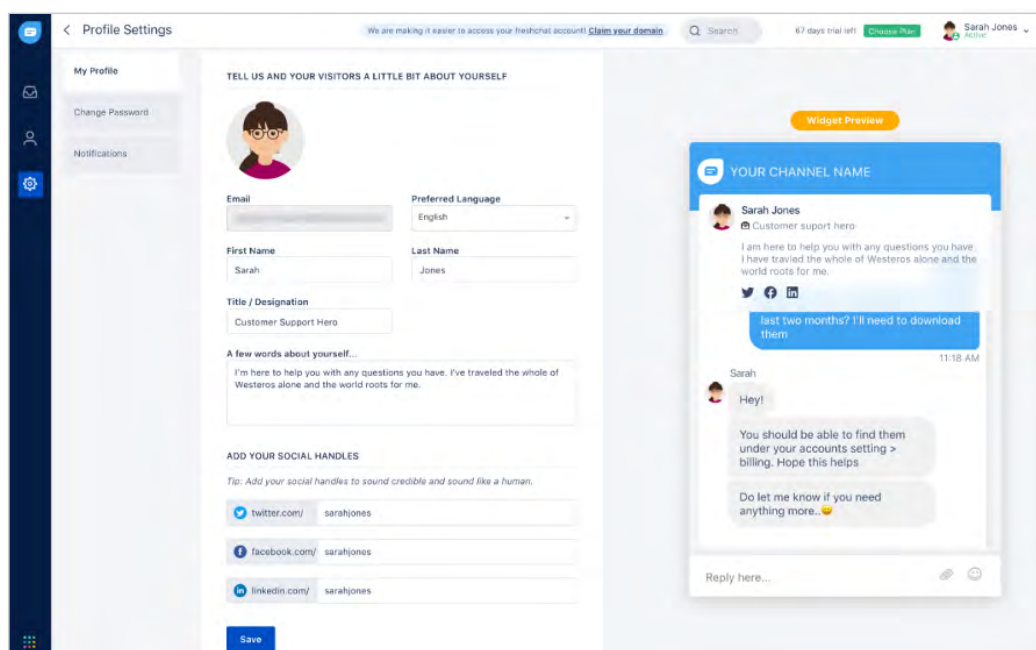 Profile Settings
We are making it easier to access your freshchat account! Claim your domain
Search
67 days trial left
Choose Plan
Sarah Jones
Active
My Profile
Change Password
Notifications
TELL US AND YOUR VISITORS A LITTLE BIT ABOUT YOURSELF
Email
Preferred Language
English
First Name
Last Name
Sarah
Jones
Title / Designation
Customer Support Hero
A few words about yourself...
I'm here to help you with any questions you have. I've traveled the whole of
Westeros alone and the world roots for me.
ADD YOUR SOCIAL HANDLES
Tip: Add your social handles to sound credible and sound like a human.
twitter.com/ sarahjones
facebook.com/ sarahjones
linkedin.com/ sarahjones
Save
Widget Preview
YOUR CHANNEL NAME
Sarah Jones
Customer suport hero
I am here to help you with any questions you have
I have travled the whole of Westeros alone and the
world roots for me.
last two months? I'll need to download
them
11:18 AM
Sarah
Hey!
You should be able to find them
under your accounts setting >
billing. Hope this helps
Do let me know if you need
anything more..😀
Reply here...